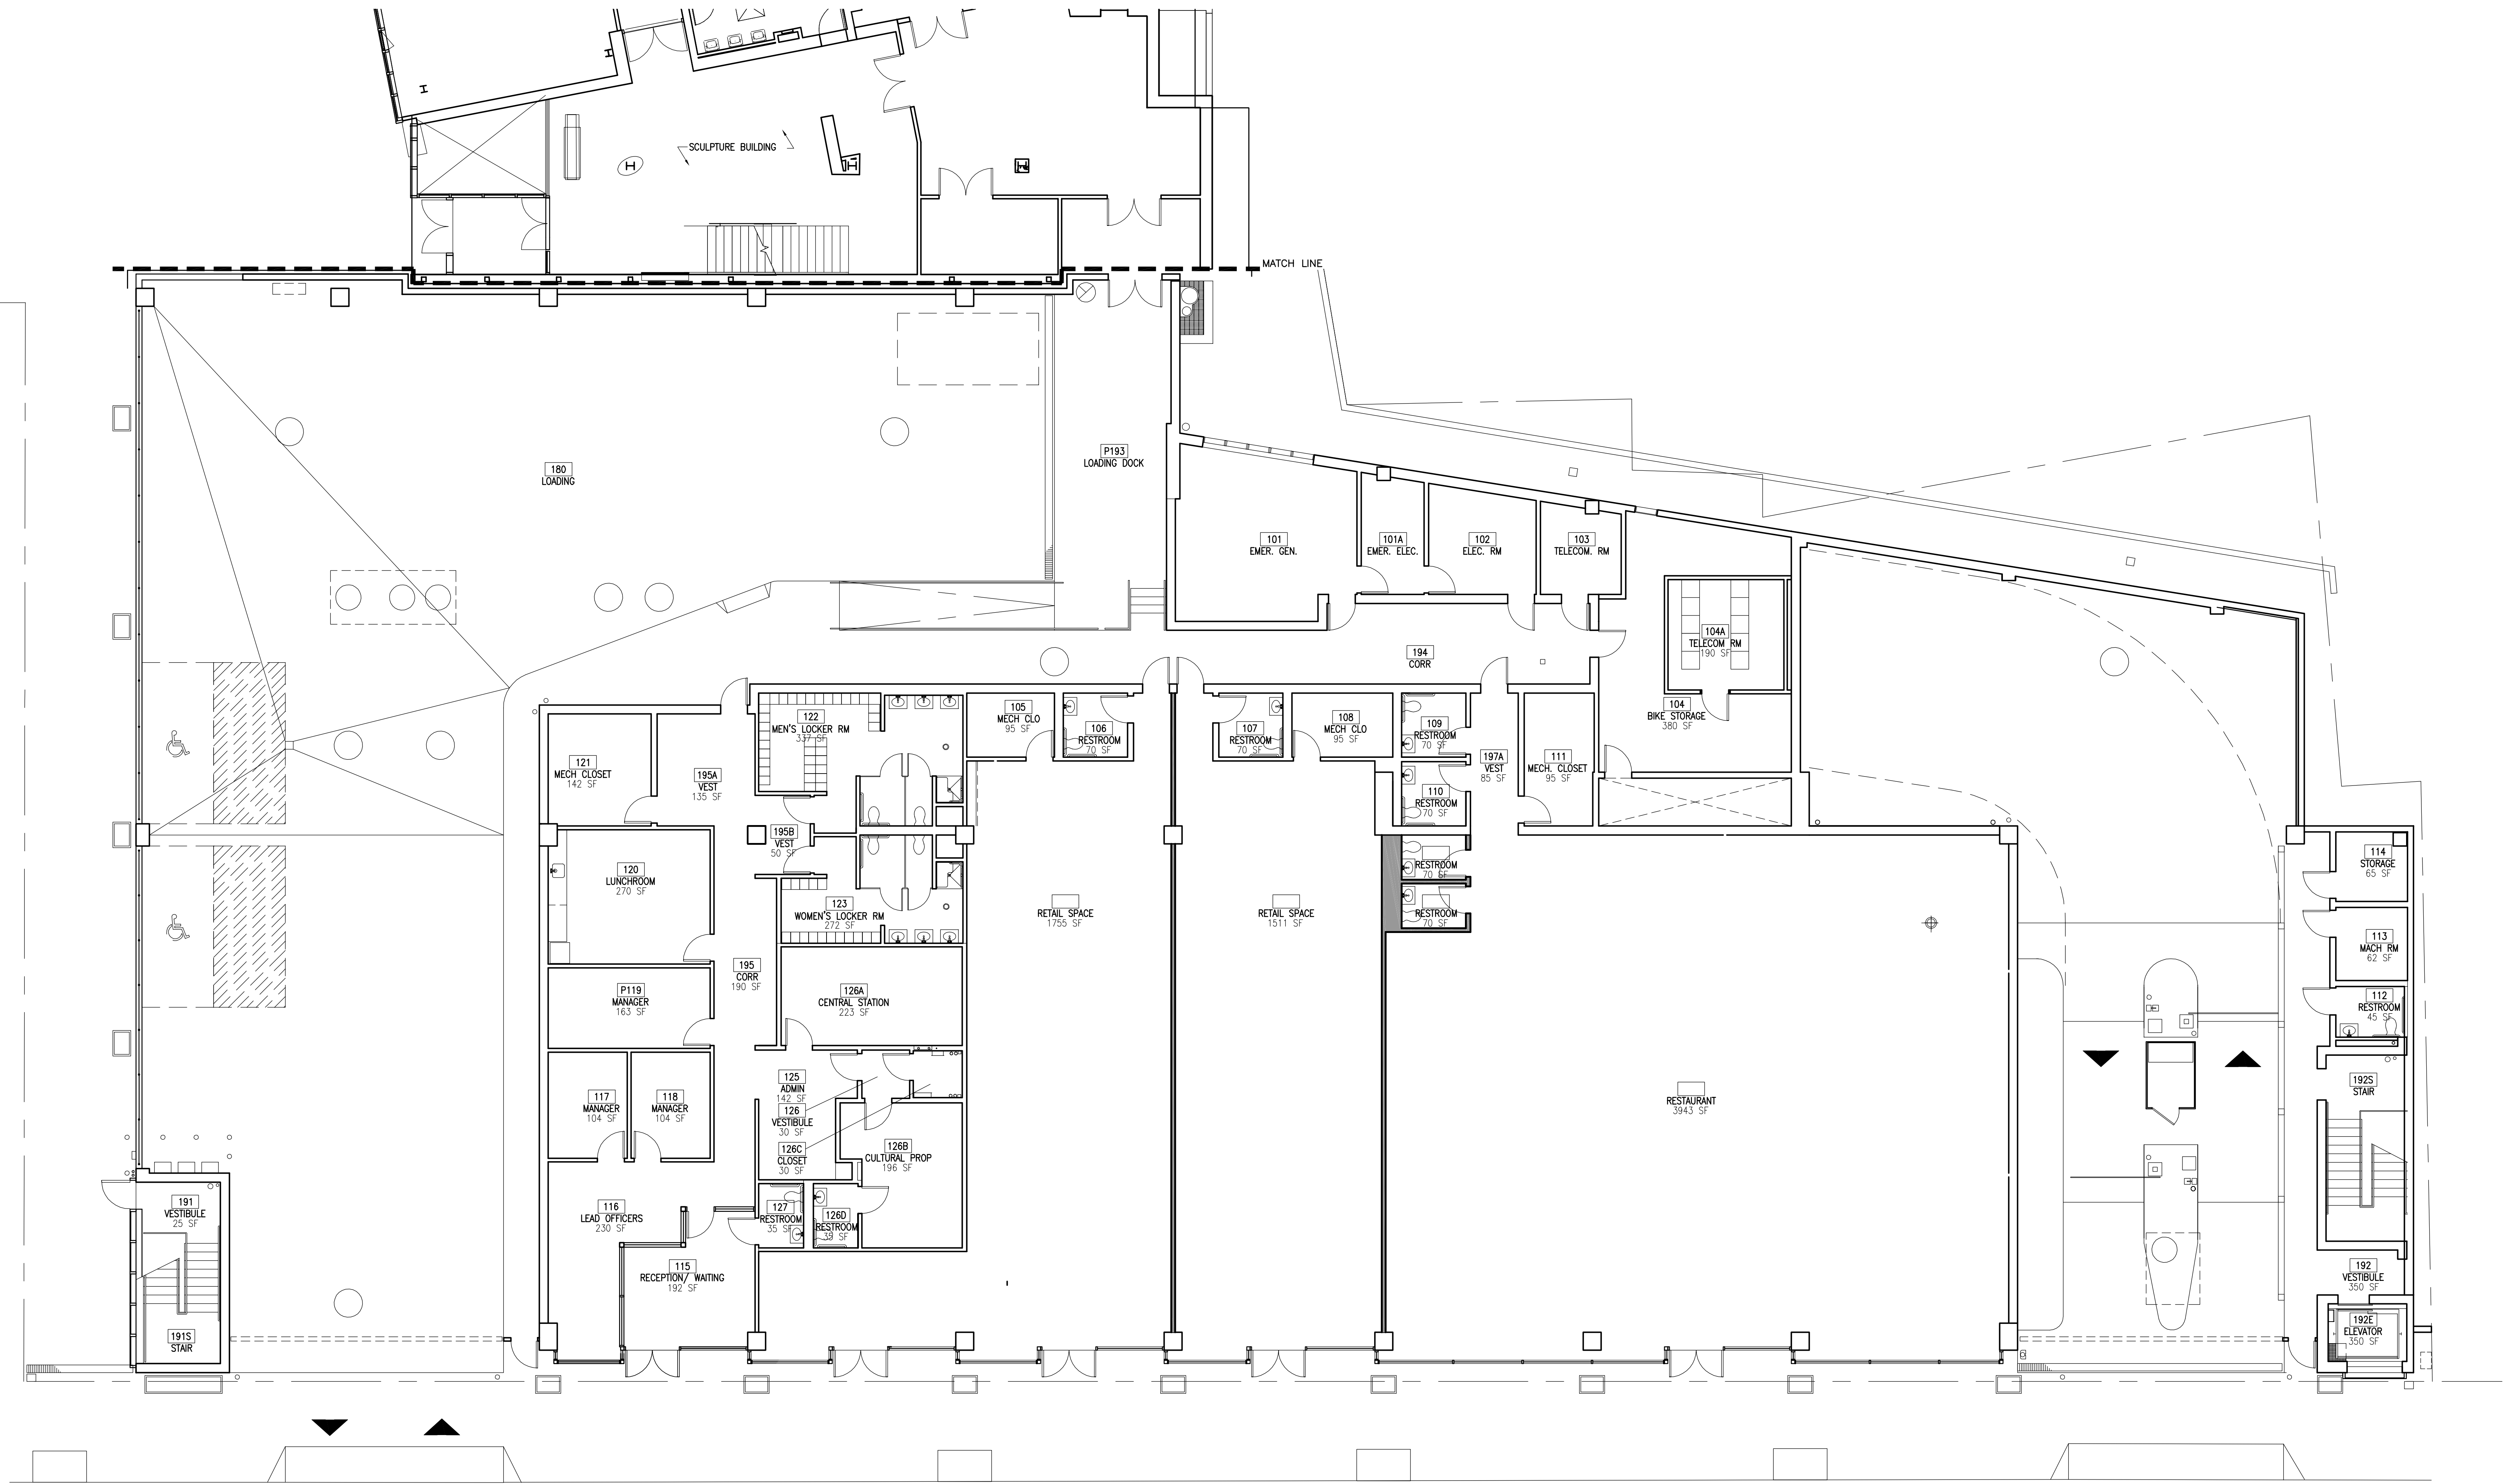 SCULPTURE BUILDING
MATCH LINE
180
LOADING
P193
LOADING DOCK
101
EMER. GEN.
101A
EMER. ELEC.
102
ELEC. RM
103
TELECOM. RM
104A
TELECOM RM
190 SF
194
CORR
104
BIKE STORAGE
380 SF
122
MEN'S LOCKER RM
337 SF
105
MECH CLO
95 SF
106
RESTROOM
70 SF
107
RESTROOM
70 SF
108
MECH CLO
95 SF
109
RESTROOM
70 SF
197A
VEST
85 SF
111
MECH. CLOSET
95 SF
121
MECH CLOSET
142 SF
195A
VEST
135 SF
110
RESTROOM
70 SF
195B
VEST
50 SF
RESTROOM
70 SF
114
STORAGE
65 SF
120
LUNCHROOM
270 SF
123
WOMEN'S LOCKER RM
272 SF
RETAIL SPACE
1755 SF
RETAIL SPACE
1511 SF
RESTROOM
70 SF
113
MACH RM
62 SF
195
CORR
190 SF
P119
MANAGER
163 SF
126A
CENTRAL STATION
223 SF
112
RESTROOM
45 SF
125
ADMIN
142 SF
192S
STAIR
117
MANAGER
104 SF
118
MANAGER
104 SF
126
VESTIBULE
30 SF
RESTAURANT
3943 SF
126C
CLOSET
30 SF
126B
CULTURAL PROP
196 SF
191
VESTIBULE
25 SF
116
LEAD OFFICERS
230 SF
127
RESTROOM
35 SF
126D
RESTROOM
35 SF
115
RECEPTION/ WAITING
192 SF
192
VESTIBULE
350 SF
191S
STAIR
192E
ELEVATOR
350 SF